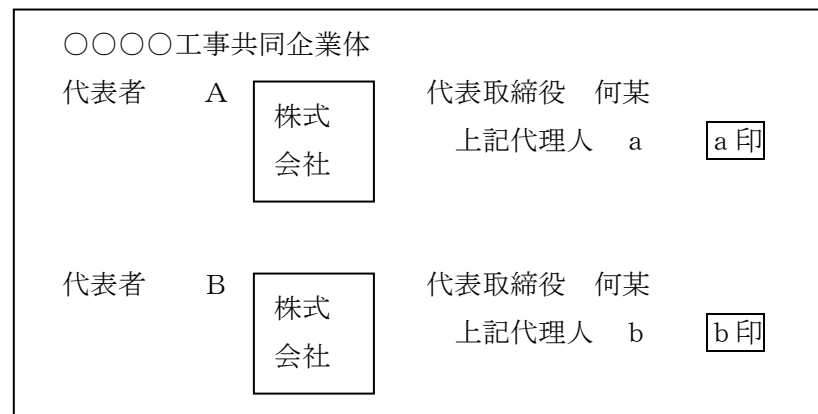 ○○○○工事共同企業体
代表者 A 株式会社 代表取締役 何某
上記代理人 a a印
代表者 B 株式会社 代表取締役 何某
上記代理人 b b印